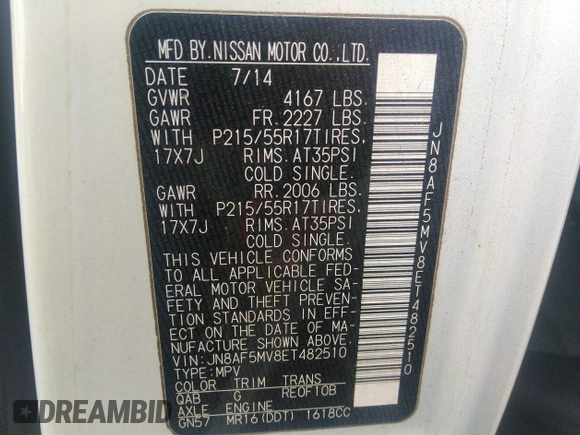 MFD BY.NISSAN MOTOR CO.,LTD.
DATE 7/14
GVWR 4167 LBS.
GAWR FR. 2227 LBS.
WITH P215/55R17TIRES.
17X7J RIMS.AT35PSI
COLD SINGLE.
GAWR RR. 2006 LBS.
WITH P215/55R17TIRES.
17X7J RIMS.AT35PSI
COLD SINGLE.
THIS VEHICLE CONFORMS
TO ALL APPLICABLE FED-
ERAL MOTOR VEHICLE SA-
FETY AND THEFT PREVEN-
TION STANDARDS IN EFF-
ECT ON THE DATE OF MA-
NUFACTURE SHOWN ABOVE.
VIN:JN8AF5MV8ET482510
TYPE:MPV
COLOR TRIM TRANS
QAB G RE0F10B
AXLE ENGINE
GN57 MR16(DDT) 1618CC
JN8AF5MV8ET482510
DREAMBID